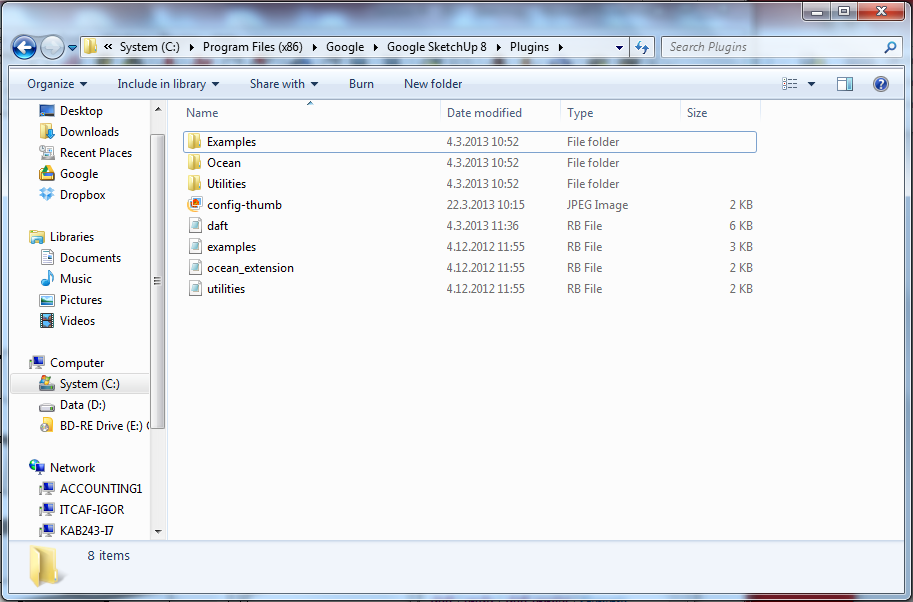 « System (C:) ▸ Program Files (x86) ▸ Google ▸ Google SketchUp 8 ▸ Plugins ▸
Search Plugins
Organize Include in library Share with Burn New folder
Desktop
Downloads
Recent Places
Google
Dropbox
Libraries
Documents
Music
Pictures
Videos
Computer
System (C:)
Data (D:)
BD-RE Drive (E:)
Network
ACCOUNTING1
ITCAF-IGOR
KAB243-I7
Name Date modified Type Size
Examples 4.3.2013 10:52 File folder
Ocean 4.3.2013 10:52 File folder
Utilities 4.3.2013 10:52 File folder
config-thumb 22.3.2013 10:15 JPEG Image 2 KB
daft 4.3.2013 11:36 RB File 6 KB
examples 4.12.2012 11:55 RB File 3 KB
ocean_extension 4.12.2012 11:55 RB File 2 KB
utilities 4.12.2012 11:55 RB File 2 KB
8 items